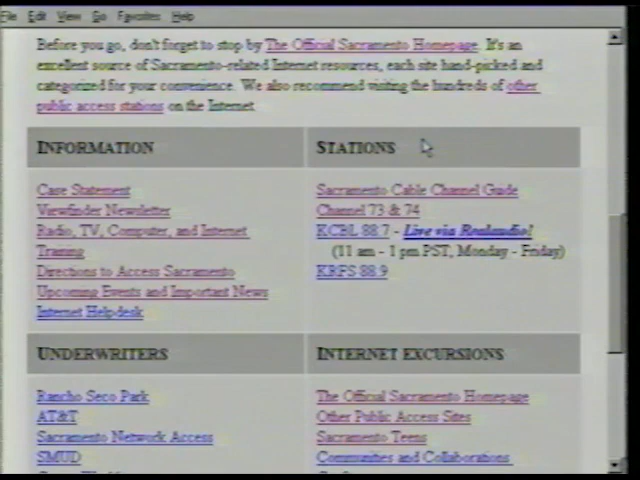 File Edit View Go Favorites Help
Before you go, don't forget to stop by The Official Sacramento Homepage. It's an
excellent source of Sacramento-related Internet resources, each site hand-picked and
categorized for your convenience. We also recommend visiting the hundreds of other
public access stations on the Internet
INFORMATION
Case Statement
Viewfinder Newsletter
Radio, TV, Computer, and Internet
Training
Directions to Access Sacramento
Upcoming Events and Important News
Internet Helpdesk
STATIONS
Sacramento Cable Channel Guide
Channel 73 & 74
KCBL 88.7 - Live via Realaudio!
(11 am - 1 pm PST, Monday - Friday)
KRFS 88.9
UNDERWRITERS
Rancho Seco Park
AT&T
Sacramento Network Access
SMUD
INTERNET EXCURSIONS
The Official Sacramento Homepage
Other Public Access Sites
Sacramento Teens
Communities and Collaborations